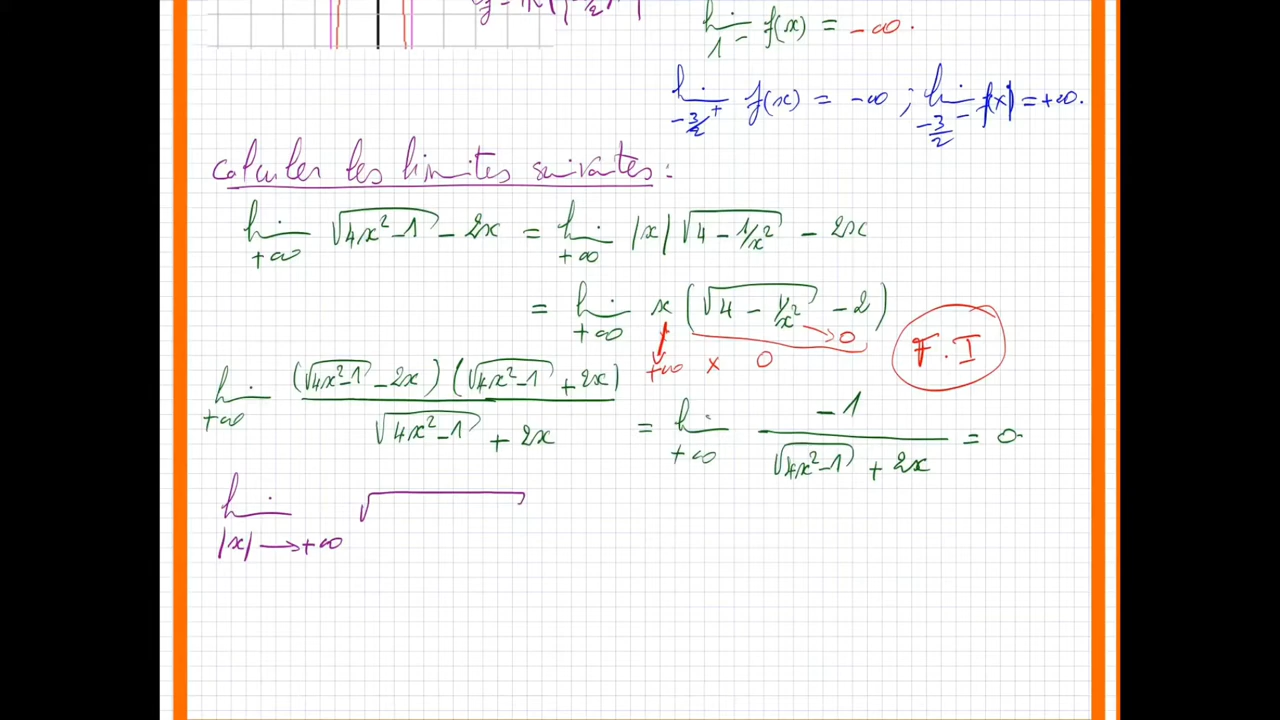 lim 1⁻ f(x) = -∞.
lim -3/2⁺ f(x) = -∞ ; lim -3/2⁻ f(x) = +∞.
Calculer les limites suivantes :
lim +∞ √(4x²-1) - 2x = lim +∞ |x| √(4 - 1/x²) - 2x
= lim +∞ x (√(4 - 1/x²) - 2)
→ 0
+∞ × 0
F.I
lim +∞ (√(4x²-1) - 2x)(√(4x²-1) + 2x) / (√(4x²-1) + 2x) = lim +∞ -1 / (√(4x²-1) + 2x) = 0
lim |x| → +∞ √